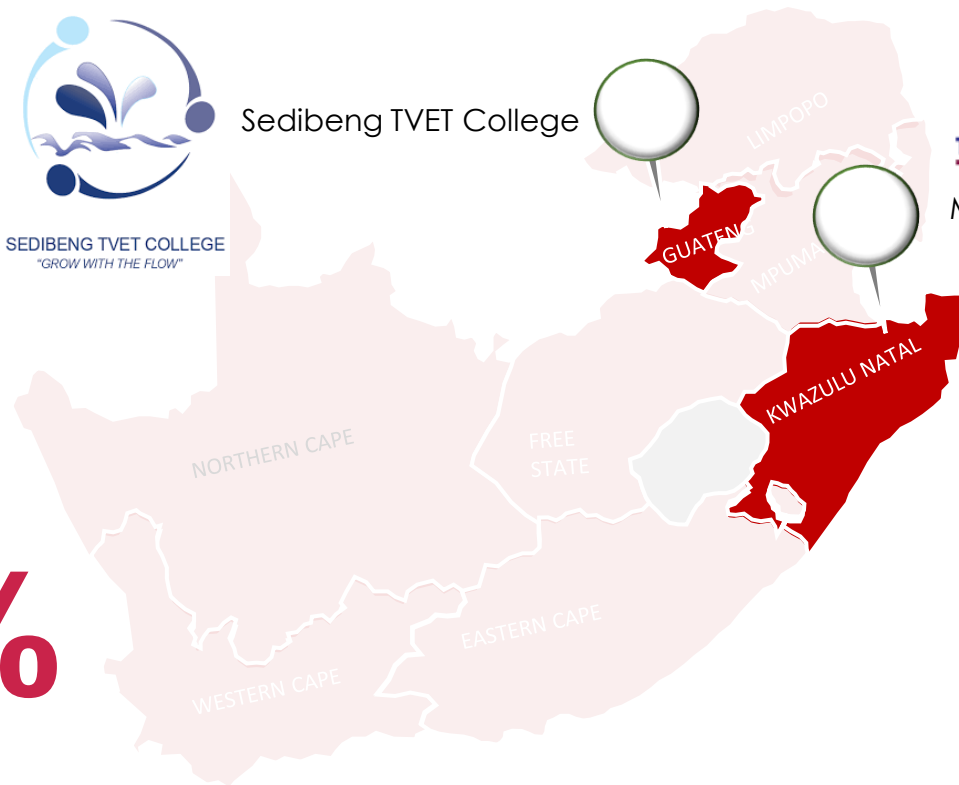 Sedibeng TVET College
SEDIBENG TVET COLLEGE
"GROW WITH THE FLOW"
LIMPOPO
GUATENG
MPUMA
KWAZULU NATAL
NORTHERN CAPE
FREE
STATE
EASTERN CAPE
WESTERN CAPE
%